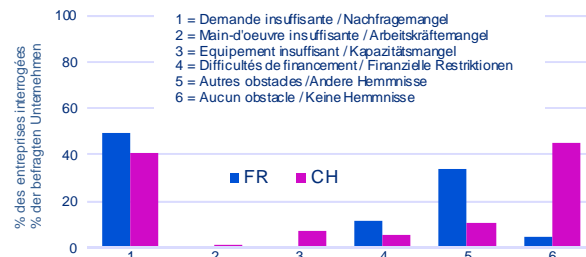 % des entreprises interrogées
% der befragten Unternehmen
100
80
60
40
20
0
1 = Demande insuffisante / Nachfragemangel
2 = Main-d'oeuvre insuffisante / Arbeitskräftemangel
3 = Equipement insuffisant / Kapazitätsmangel
4 = Difficultés de financement / Finanzielle Restriktionen
5 = Autres obstacles /Andere Hemmnisse
6 = Aucun obstacle / Keine Hemmnisse
FR CH
1 2 3 4 5 6